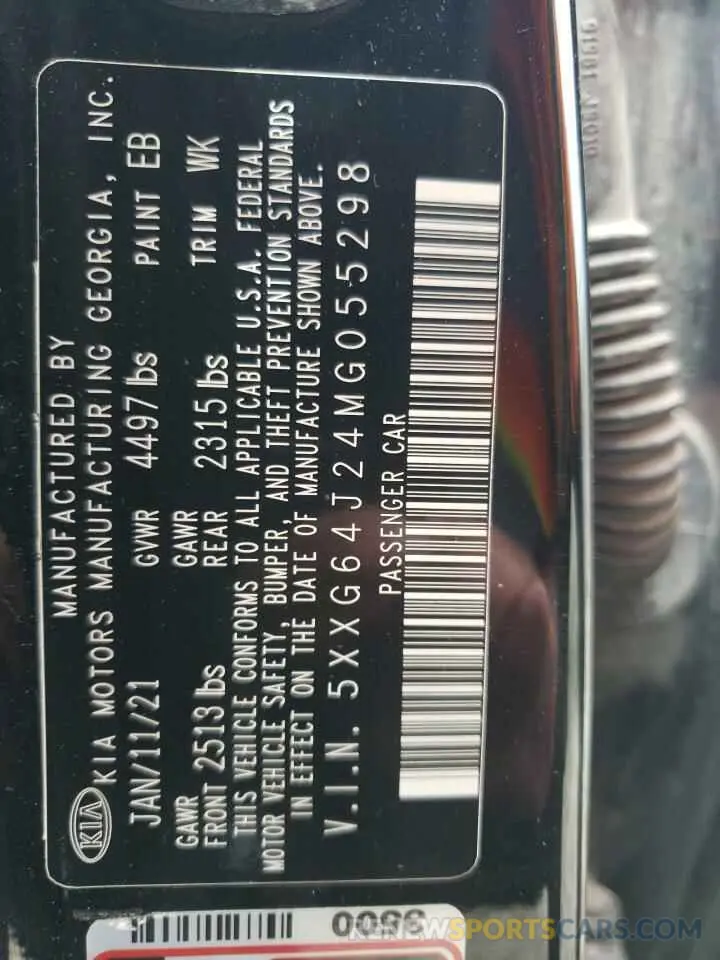 MANUFACTURED BY
KIA KIA MOTORS MANUFACTURING GEORGIA, INC.
JAN/11/21 GVWR 4497 lbs PAINT EB
GAWR GAWR
FRONT 2513 lbs REAR 2315 lbs TRIM WK
THIS VEHICLE CONFORMS TO ALL APPLICABLE U.S.A. FEDERAL
MOTOR VEHICLE SAFETY, BUMPER, AND THEFT PREVENTION STANDARDS
IN EFFECT ON THE DATE OF MANUFACTURE SHOWN ABOVE.
V.I.N. 5XXG64J24MG055298
PASSENGER CAR
RENEWSPORTSCARS.COM